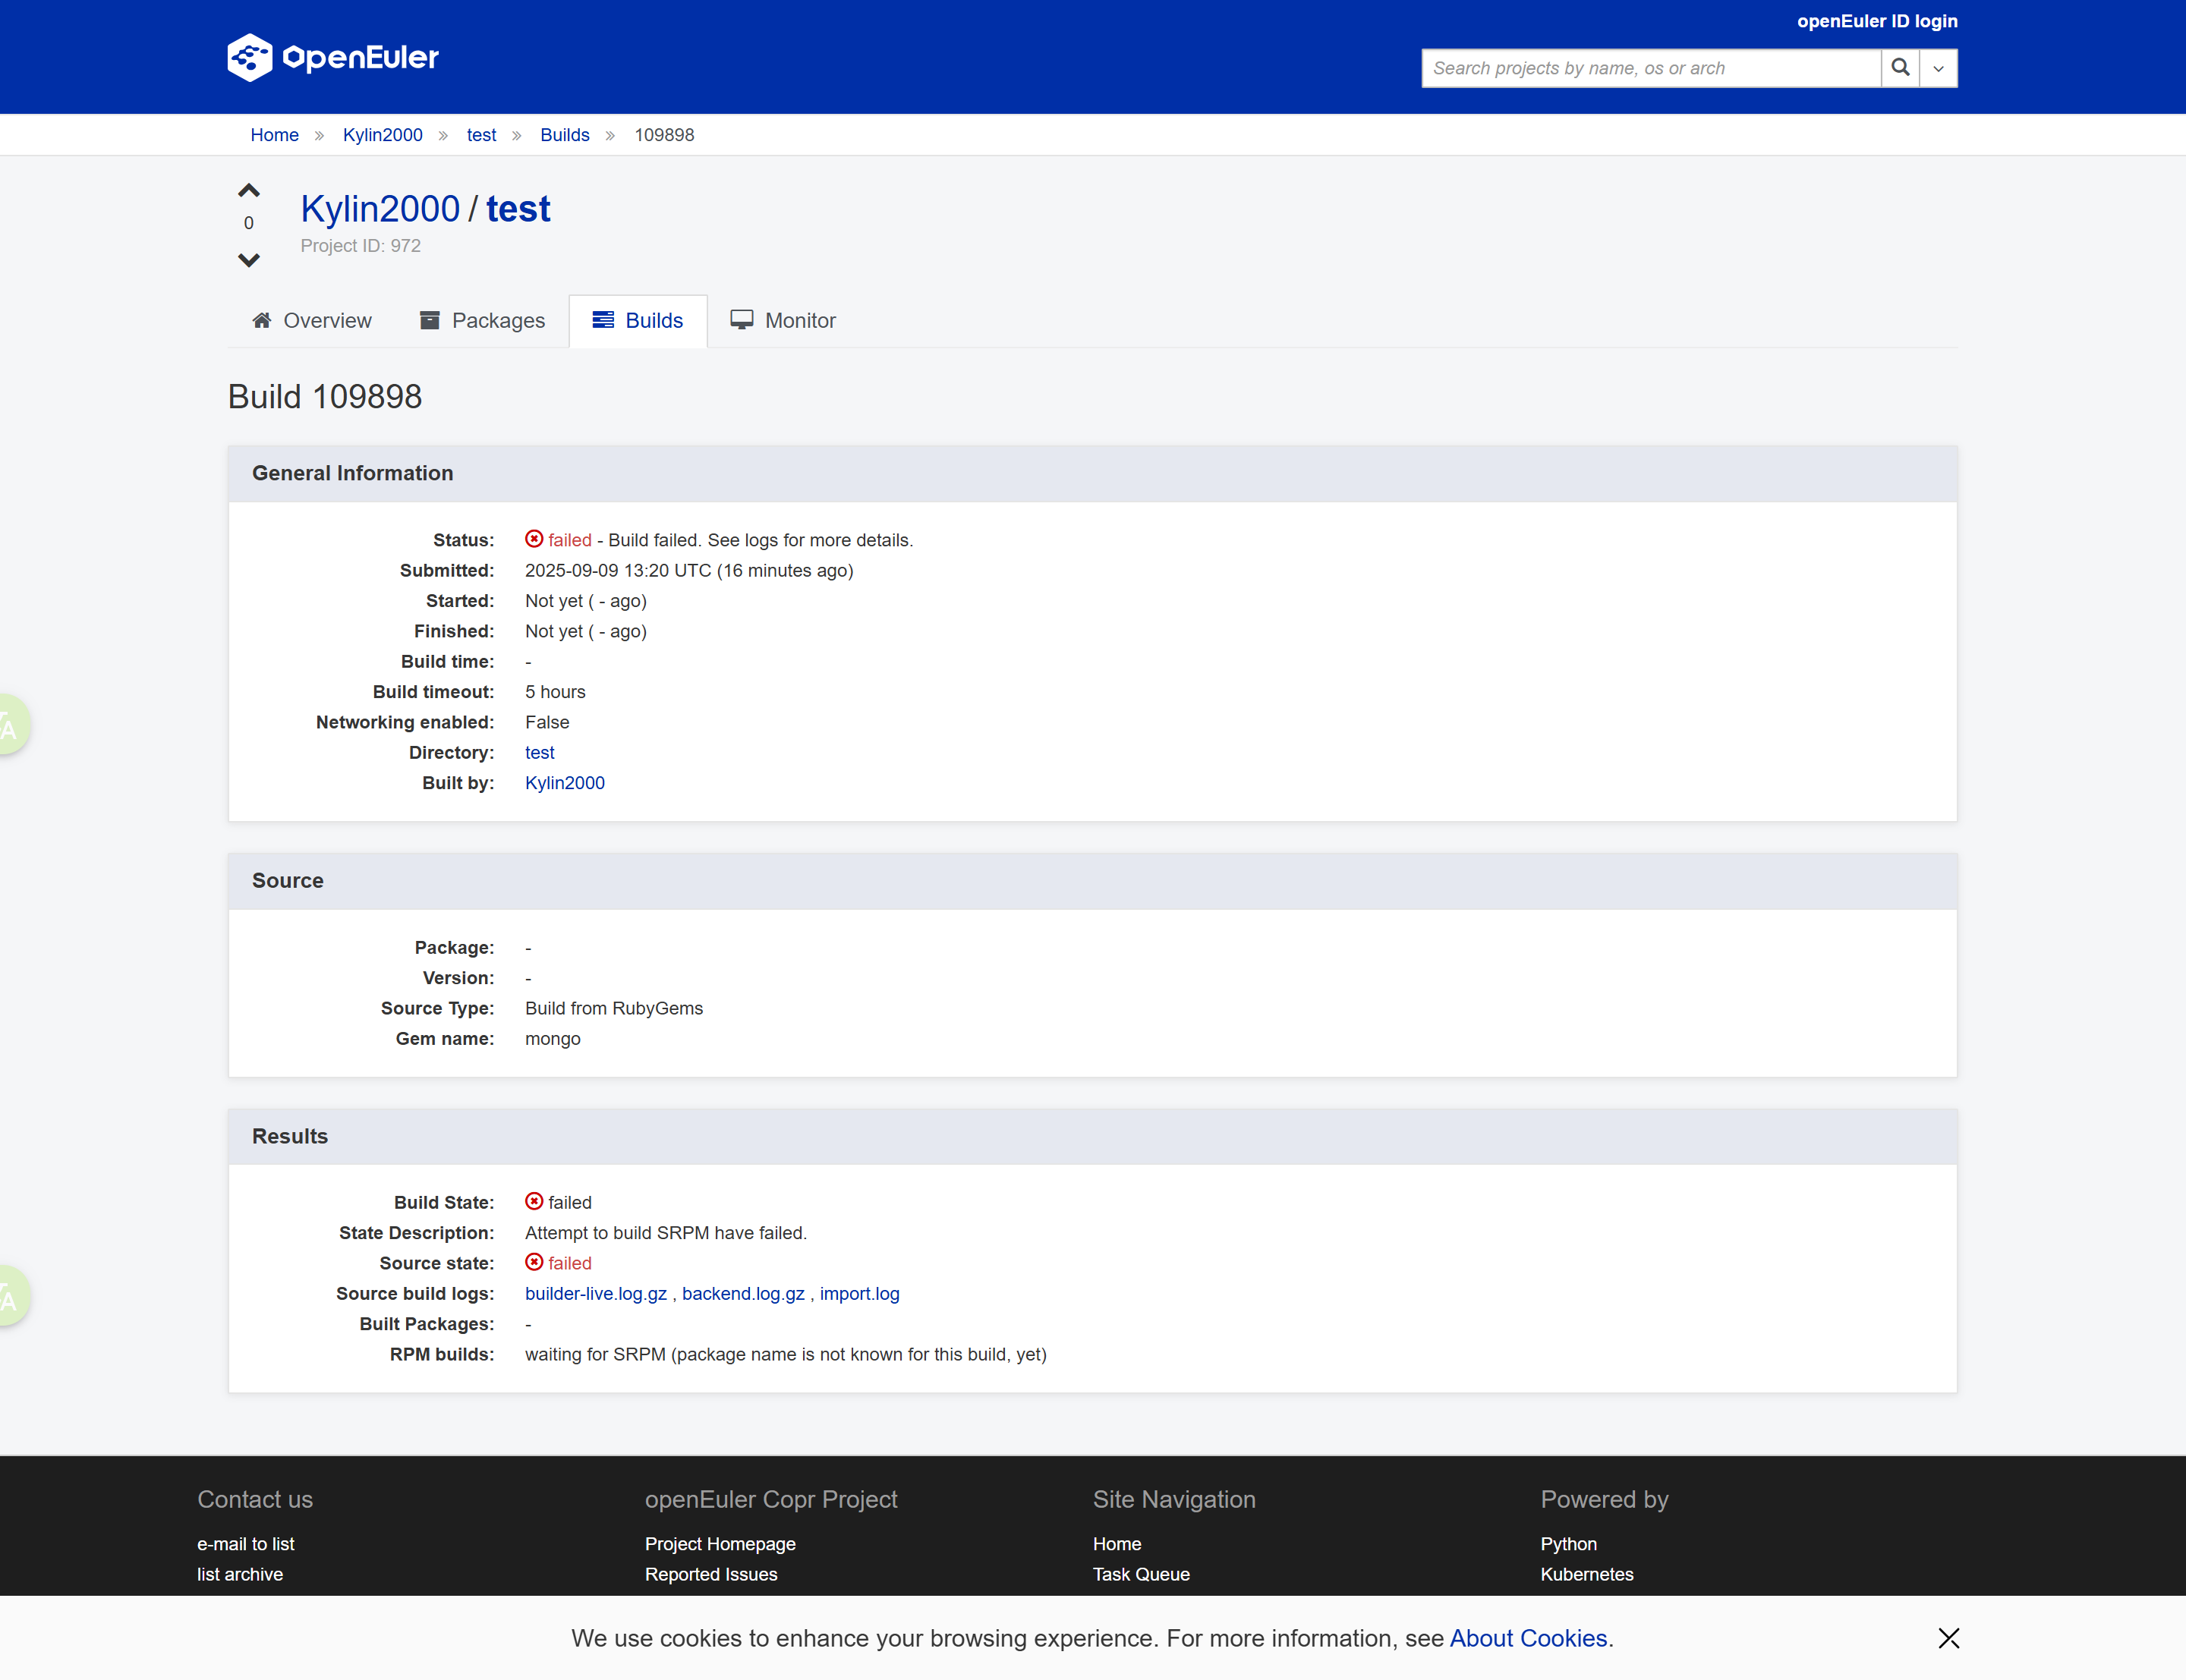 openEuler ID login
openEuler
Search projects by name, os or arch
Home » Kylin2000 » test » Builds » 109898
Kylin2000 / test
0
Project ID: 972
Overview Packages Builds Monitor
Build 109898
General Information
Status: failed - Build failed. See logs for more details.
Submitted: 2025-09-09 13:20 UTC (16 minutes ago)
Started: Not yet ( - ago)
Finished: Not yet ( - ago)
Build time: -
Build timeout: 5 hours
Networking enabled: False
Directory: test
Built by: Kylin2000
Source
Package: -
Version: -
Source Type: Build from RubyGems
Gem name: mongo
Results
Build State: failed
State Description: Attempt to build SRPM have failed.
Source state: failed
Source build logs: builder-live.log.gz , backend.log.gz , import.log
Built Packages: -
RPM builds: waiting for SRPM (package name is not known for this build, yet)
Contact us openEuler Copr Project Site Navigation Powered by
e-mail to list Project Homepage Home Python
list archive Reported Issues Task Queue Kubernetes
We use cookies to enhance your browsing experience. For more information, see About Cookies.